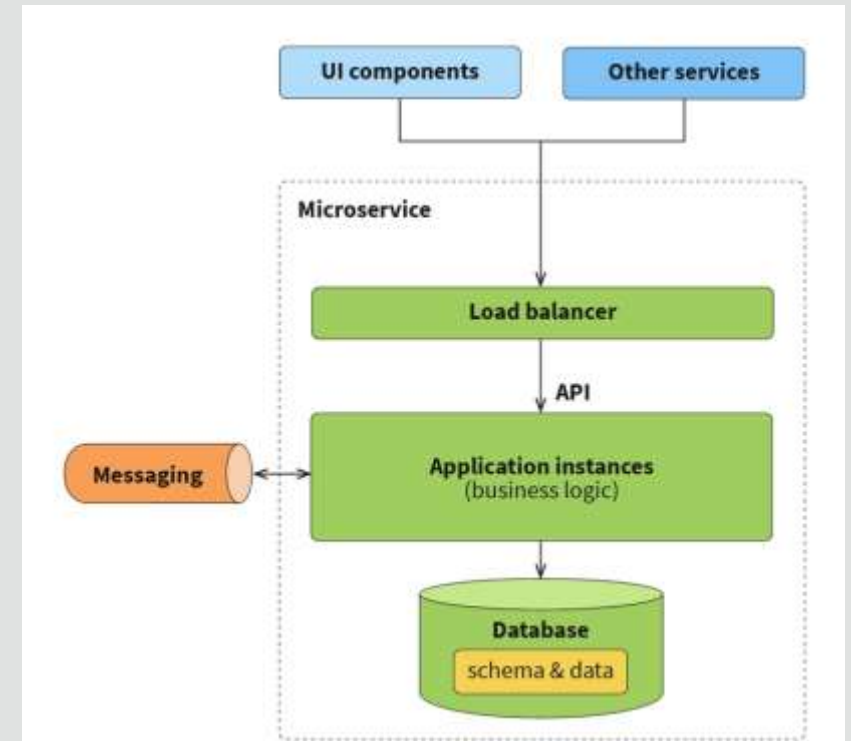 UI components
Other services
Microservice
Load balancer
API
Messaging
Application instances
(business logic)
Database
schema & data